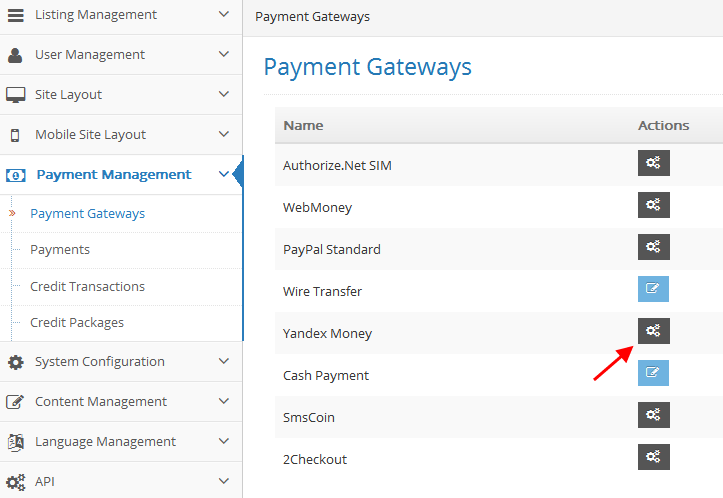 Listing Management
User Management
Site Layout
Mobile Site Layout
Payment Management
Payment Gateways
Payments
Credit Transactions
Credit Packages
System Configuration
Content Management
Language Management
API
Payment Gateways
Payment Gateways
Name Actions
Authorize.Net SIM
WebMoney
PayPal Standard
Wire Transfer
Yandex Money
Cash Payment
SmsCoin
2Checkout